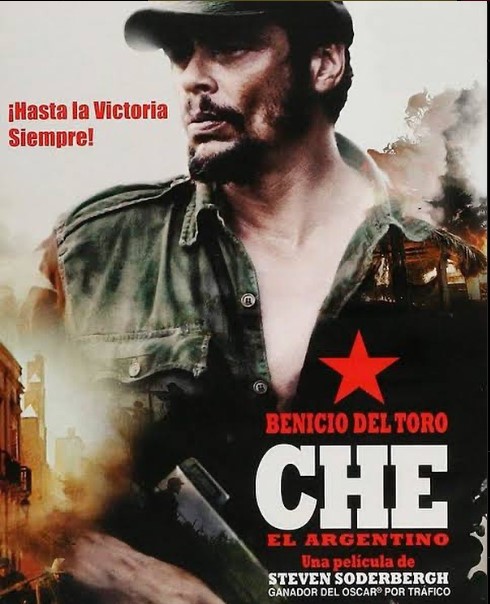 ¡Hasta la Victoria
Siempre!
BENICIO DEL TORO
CHE
EL ARGENTINO
Una película de
STEVEN SODERBERGH
GANADOR DEL OSCAR® POR TRÁFICO